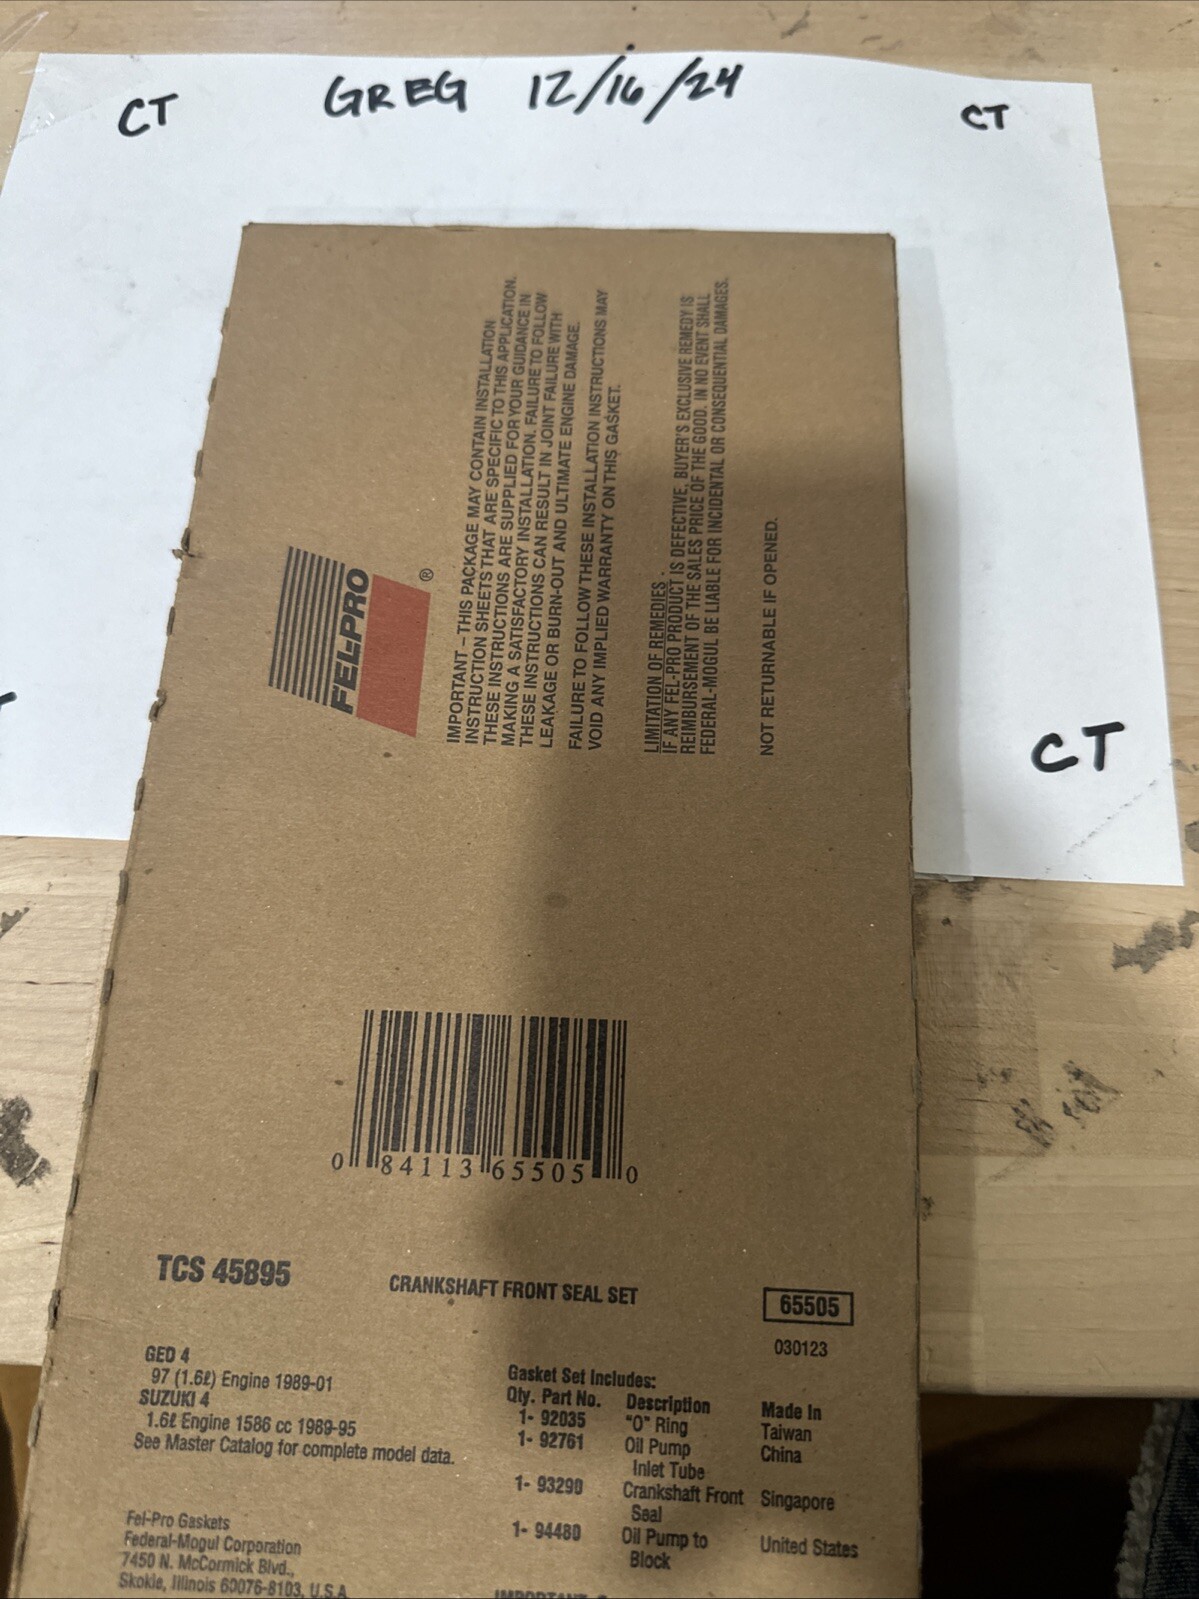 CT
GREG 12/16/24
CT
CT
FEL-PRO
®
IMPORTANT – THIS PACKAGE MAY CONTAIN INSTALLATION
INSTRUCTION SHEETS THAT ARE SPECIFIC TO THIS APPLICATION.
THESE INSTRUCTIONS ARE SUPPLIED FOR YOUR GUIDANCE IN
MAKING A SATISFACTORY INSTALLATION. FAILURE TO FOLLOW
THESE INSTRUCTIONS CAN RESULT IN JOINT FAILURE WITH
LEAKAGE OR BURN-OUT AND ULTIMATE ENGINE DAMAGE.
FAILURE TO FOLLOW THESE INSTALLATION INSTRUCTIONS MAY
VOID ANY IMPLIED WARRANTY ON THIS GASKET.
LIMITATION OF REMEDIES
IF ANY FEL-PRO PRODUCT IS DEFECTIVE, BUYER'S EXCLUSIVE REMEDY IS
REIMBURSEMENT OF THE SALES PRICE OF THE GOOD. IN NO EVENT SHALL
FEDERAL-MOGUL BE LIABLE FOR INCIDENTAL OR CONSEQUENTIAL DAMAGES.
NOT RETURNABLE IF OPENED.
0 84113 65505 0
TCS 45895
CRANKSHAFT FRONT SEAL SET
65505
030123
GEO 4
97 (1.6ℓ) Engine 1989-01
SUZUKI 4
1.6ℓ Engine 1586 cc 1989-95
See Master Catalog for complete model data.
Gasket Set Includes:
Qty. Part No. Description Made In
1- 92035 "O" Ring Taiwan
1- 92761 Oil Pump China
Inlet Tube
1- 93290 Crankshaft Front Singapore
Seal
1- 94480 Oil Pump to United States
Block
Fel-Pro Gaskets
Federal-Mogul Corporation
7450 N. McCormick Blvd.,
Skokie, Illinois 60076-8103, U.S.A